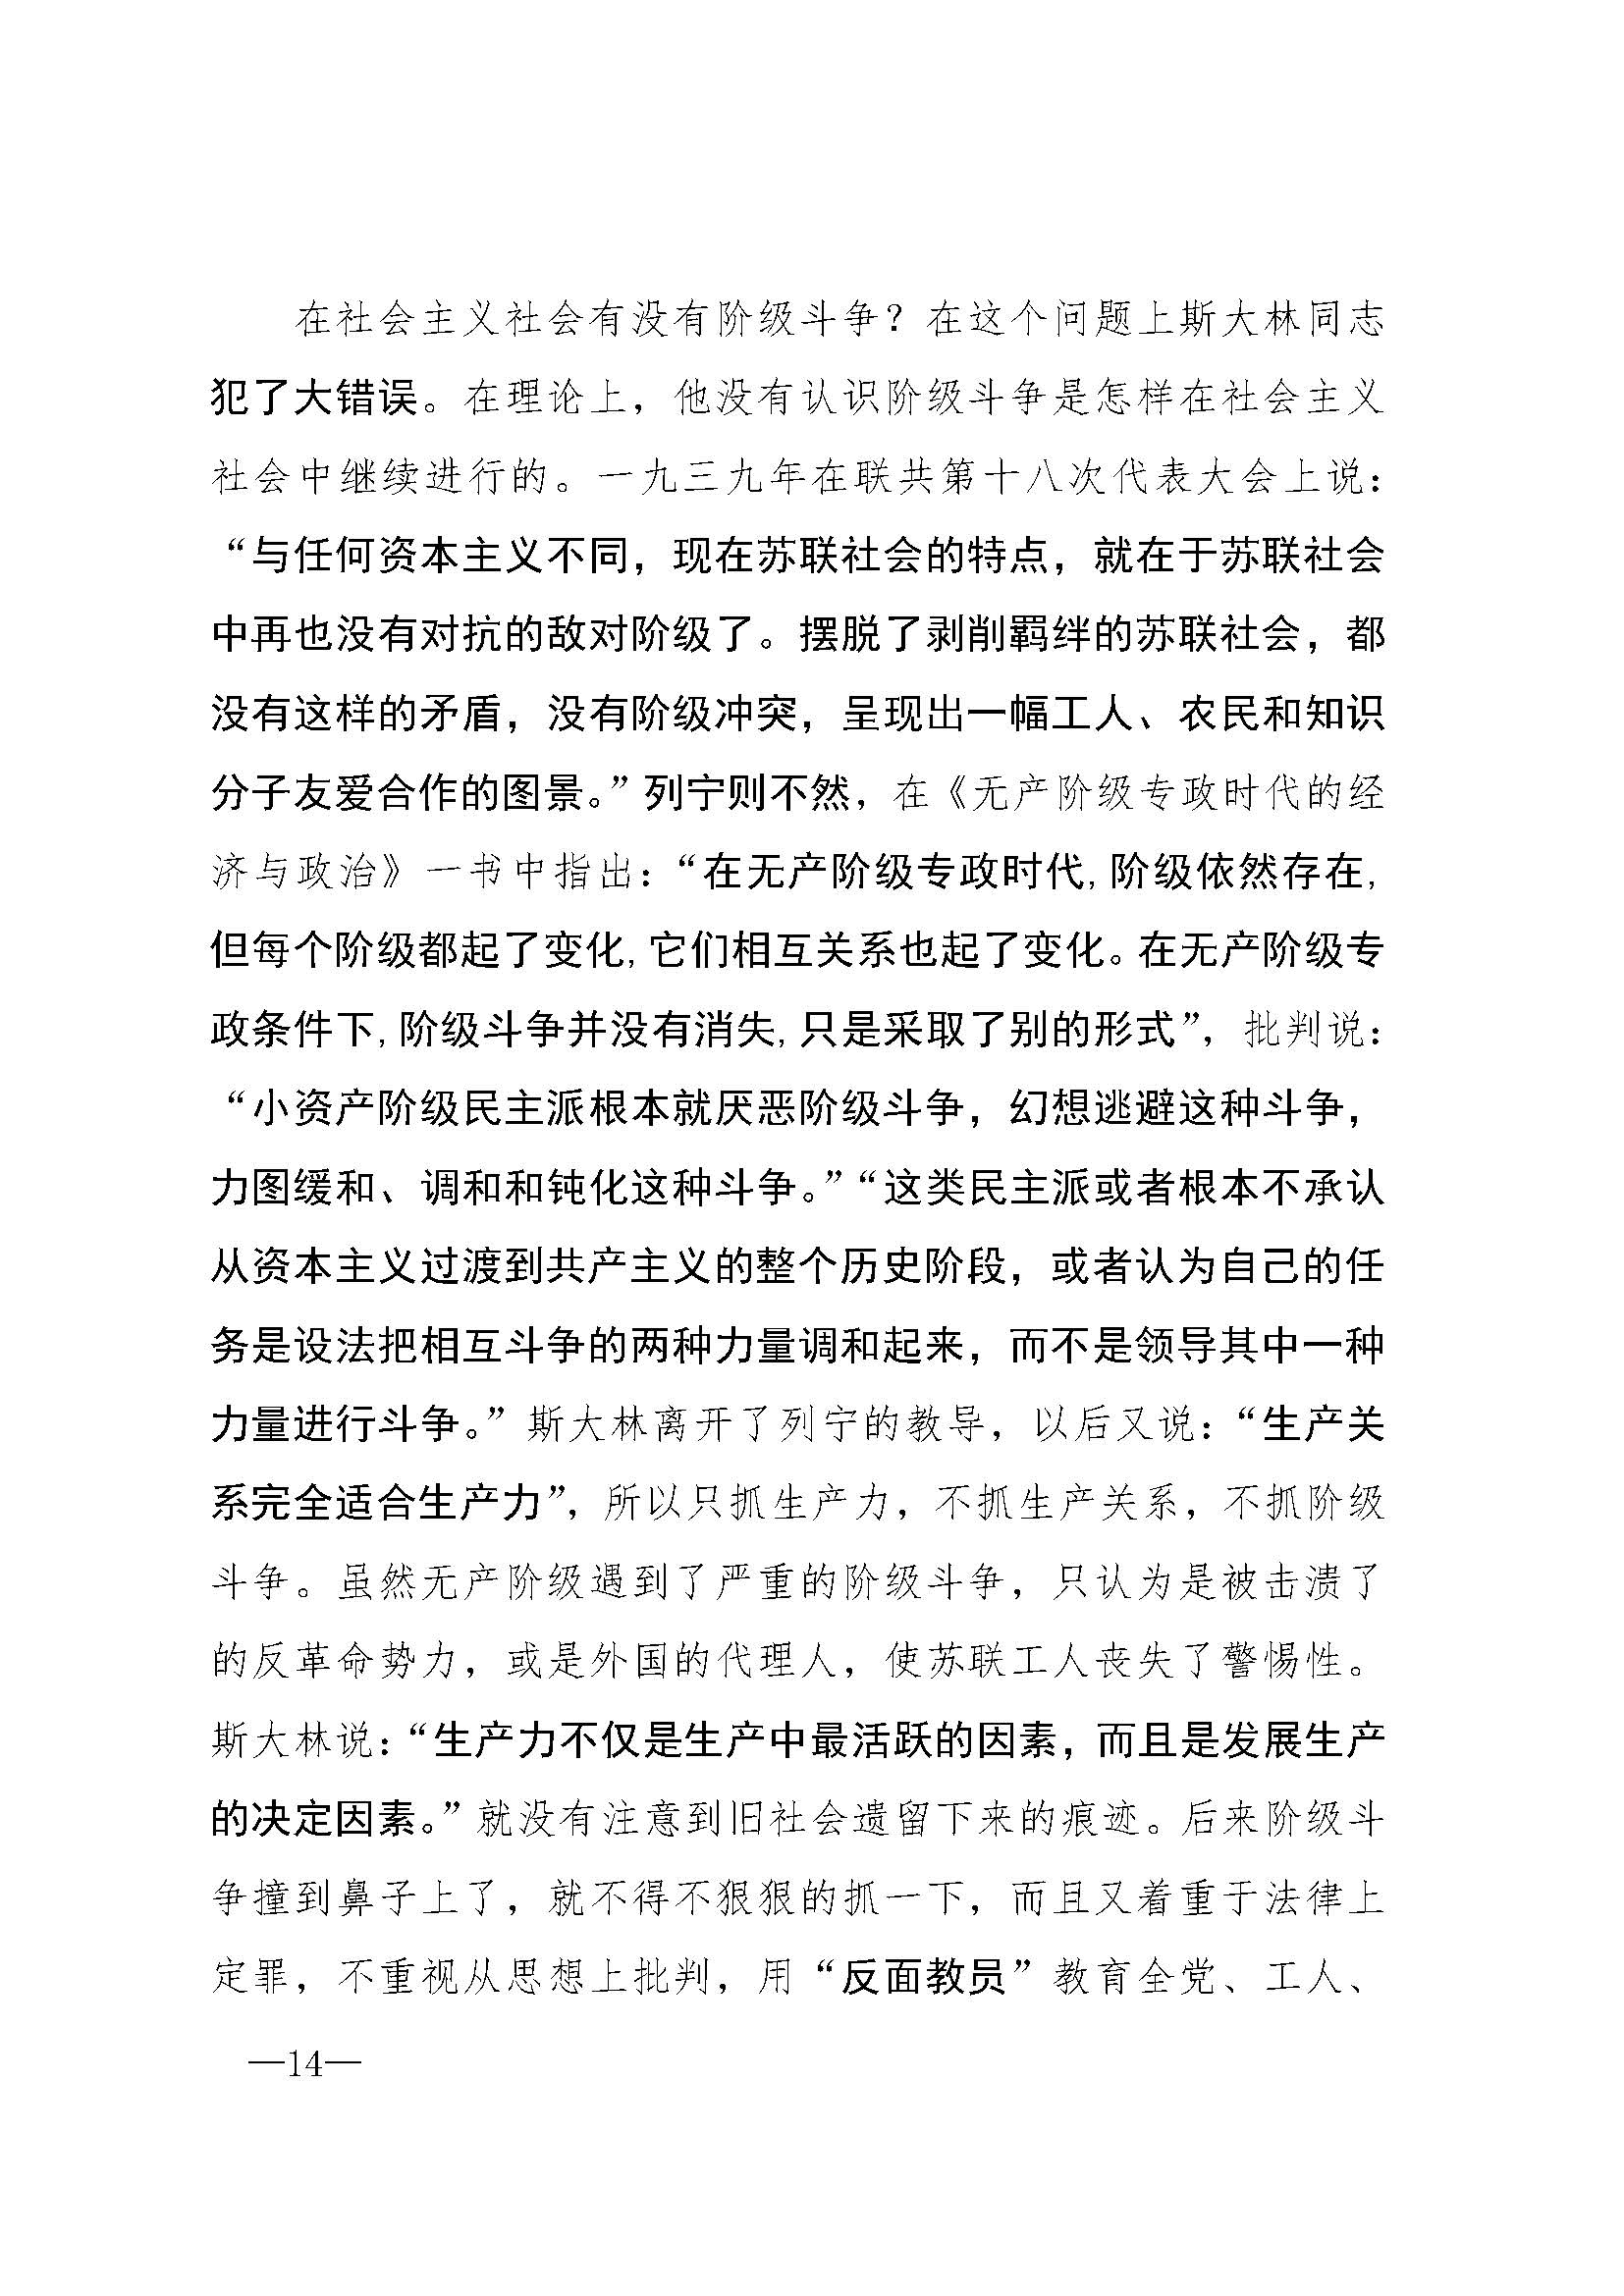 在社会主义社会有没有阶级斗争？在这个问题上斯大林同志
犯了大错误。在理论上，他没有认识阶级斗争是怎样在社会主义
社会中继续进行的。一九三九年在联共第十八次代表大会上说：
“与任何资本主义不同，现在苏联社会的特点，就在于苏联社会
中再也没有对抗的敌对阶级了。摆脱了剥削羁绊的苏联社会，都
没有这样的矛盾，没有阶级冲突，呈现出一幅工人、农民和知识
分子友爱合作的图景。”列宁则不然，在《无产阶级专政时代的经
济与政治》一书中指出：“在无产阶级专政时代,阶级依然存在,
但每个阶级都起了变化,它们相互关系也起了变化。在无产阶级专
政条件下,阶级斗争并没有消失,只是采取了别的形式”，批判说：
“小资产阶级民主派根本就厌恶阶级斗争，幻想逃避这种斗争，
力图缓和、调和和钝化这种斗争。”“这类民主派或者根本不承认
从资本主义过渡到共产主义的整个历史阶段，或者认为自己的任
务是设法把相互斗争的两种力量调和起来，而不是领导其中一种
力量进行斗争。”斯大林离开了列宁的教导，以后又说：“生产关
系完全适合生产力”，所以只抓生产力，不抓生产关系，不抓阶级
斗争。虽然无产阶级遇到了严重的阶级斗争，只认为是被击溃了
的反革命势力，或是外国的代理人，使苏联工人丧失了警惕性。
斯大林说：“生产力不仅是生产中最活跃的因素，而且是发展生产
的决定因素。”就没有注意到旧社会遗留下来的痕迹。后来阶级斗
争撞到鼻子上了，就不得不狠狠的抓一下，而且又着重于法律上
定罪，不重视从思想上批判，用“反面教员”教育全党、工人、
—14—